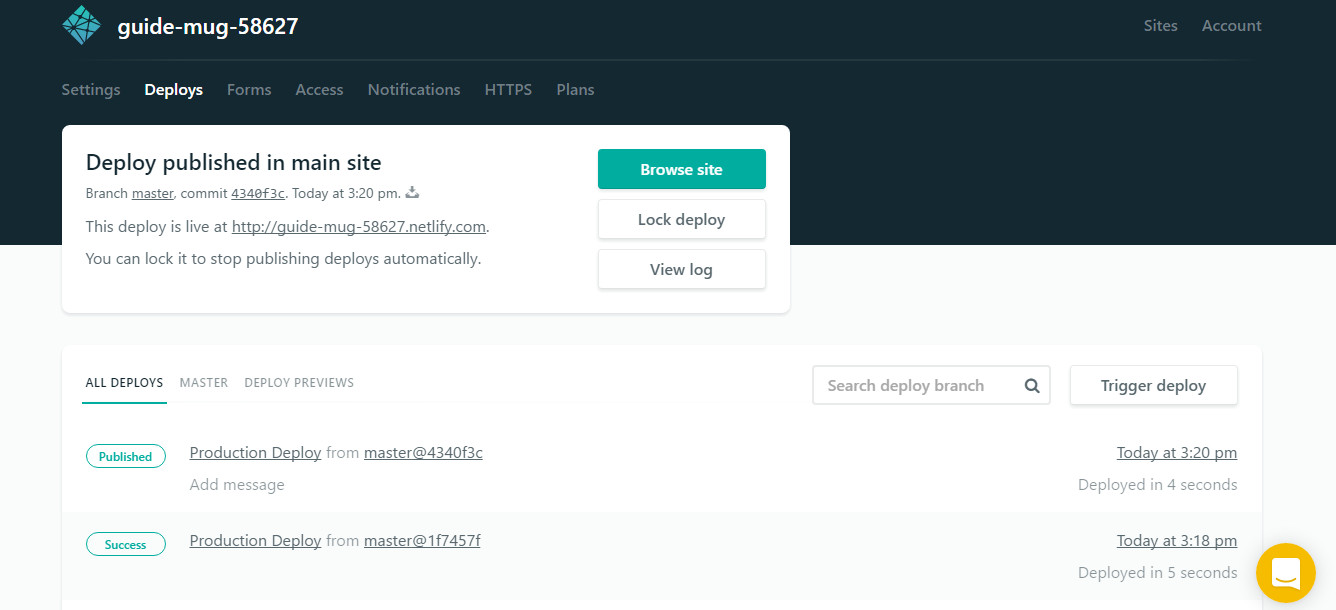 guide-mug-58627
Sites Account
Settings Deploys Forms Access Notifications HTTPS Plans
Deploy published in main site
Branch master, commit 4340f3c. Today at 3:20 pm.
This deploy is live at http://guide-mug-58627.netlify.com.
You can lock it to stop publishing deploys automatically.
Browse site
Lock deploy
View log
ALL DEPLOYS MASTER DEPLOY PREVIEWS
Search deploy branch
Trigger deploy
Published Production Deploy from master@4340f3c Today at 3:20 pm
Add message Deployed in 4 seconds
Success Production Deploy from master@1f7457f Today at 3:18 pm
Deployed in 5 seconds